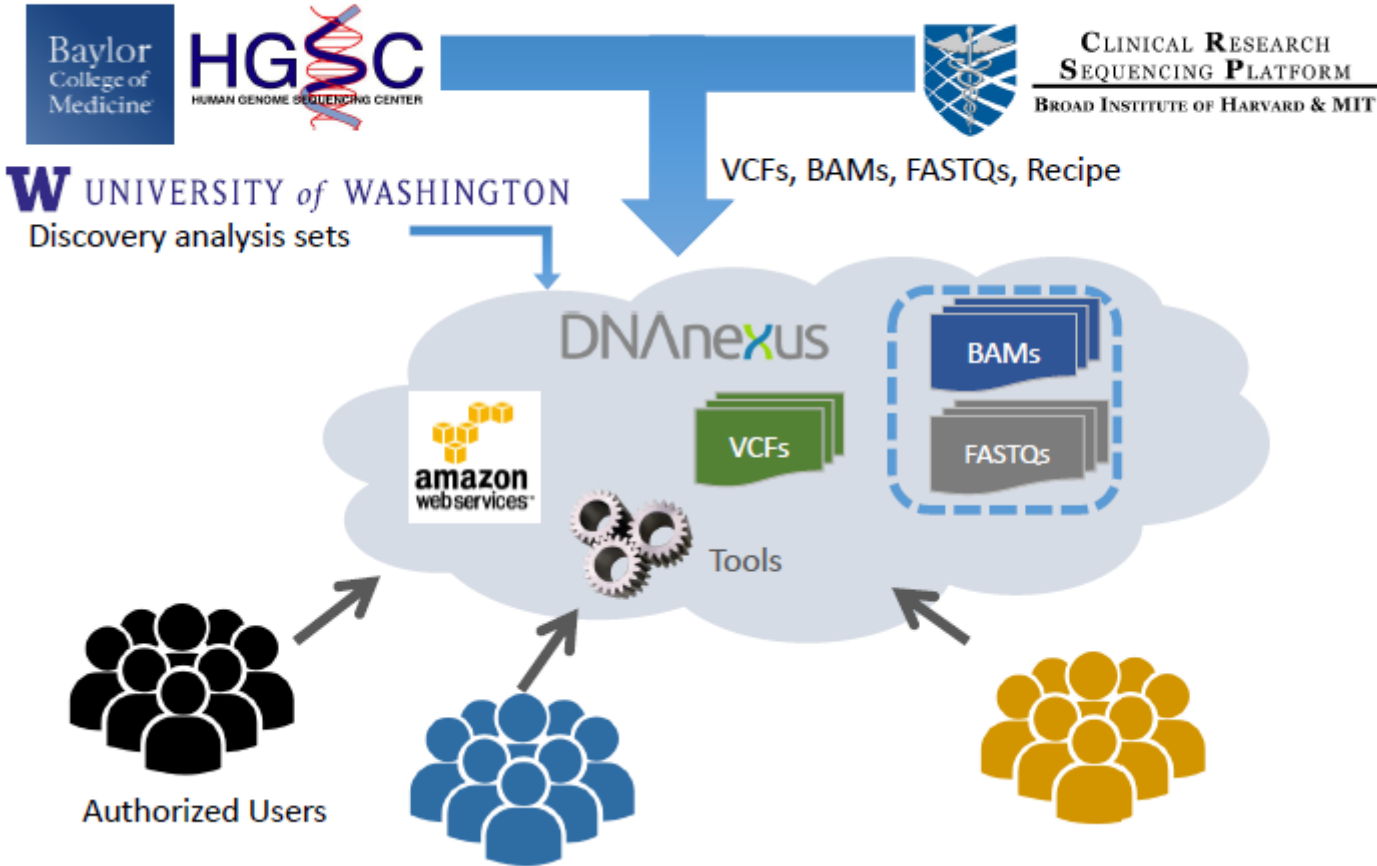 Baylor
College of
Medicine
HGSC
HUMAN GENOME SEQUENCING CENTER
CLINICAL RESEARCH
SEQUENCING PLATFORM
BROAD INSTITUTE OF HARVARD & MIT
W UNIVERSITY of WASHINGTON
Discovery analysis sets
VCFs, BAMs, FASTQs, Recipe
DNAnexus
BAMs
amazon
webservices™
VCFs
FASTQs
Tools
Authorized Users